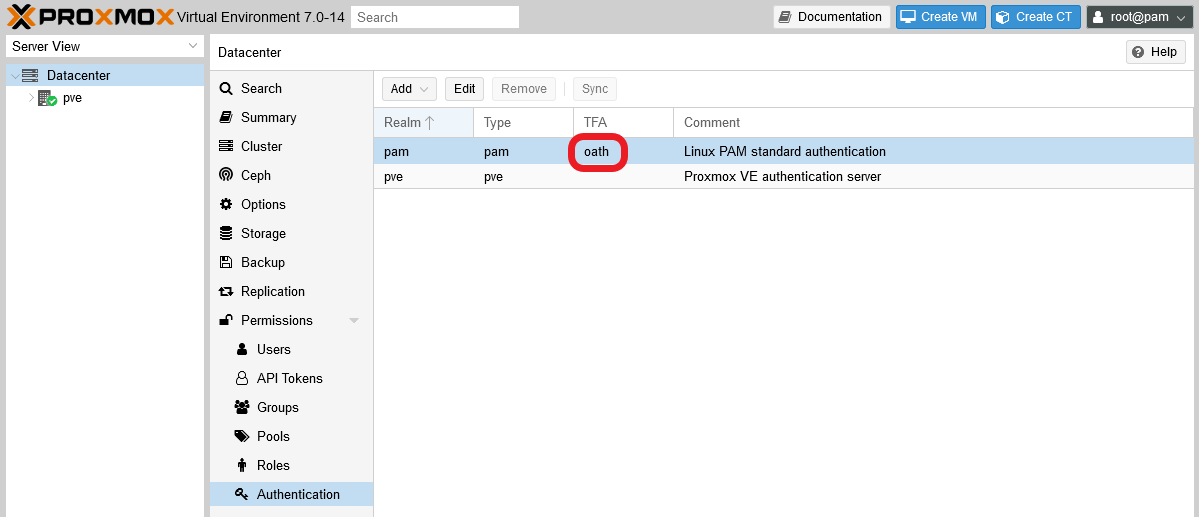 PROXMOX Virtual Environment 7.0-14 Search Documentation Create VM Create CT root@pam
Server View
Datacenter
pve
Datacenter Help
Search
Summary
Cluster
Ceph
Options
Storage
Backup
Replication
Permissions
Users
API Tokens
Groups
Pools
Roles
Authentication
Add Edit Remove Sync
Realm Type TFA Comment
pam pam oath Linux PAM standard authentication
pve pve Proxmox VE authentication server